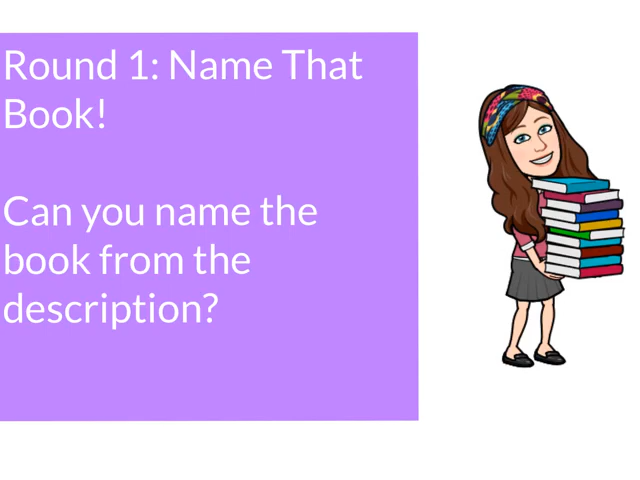 Round 1: Name That
Book!
Can you name the
book from the
description?